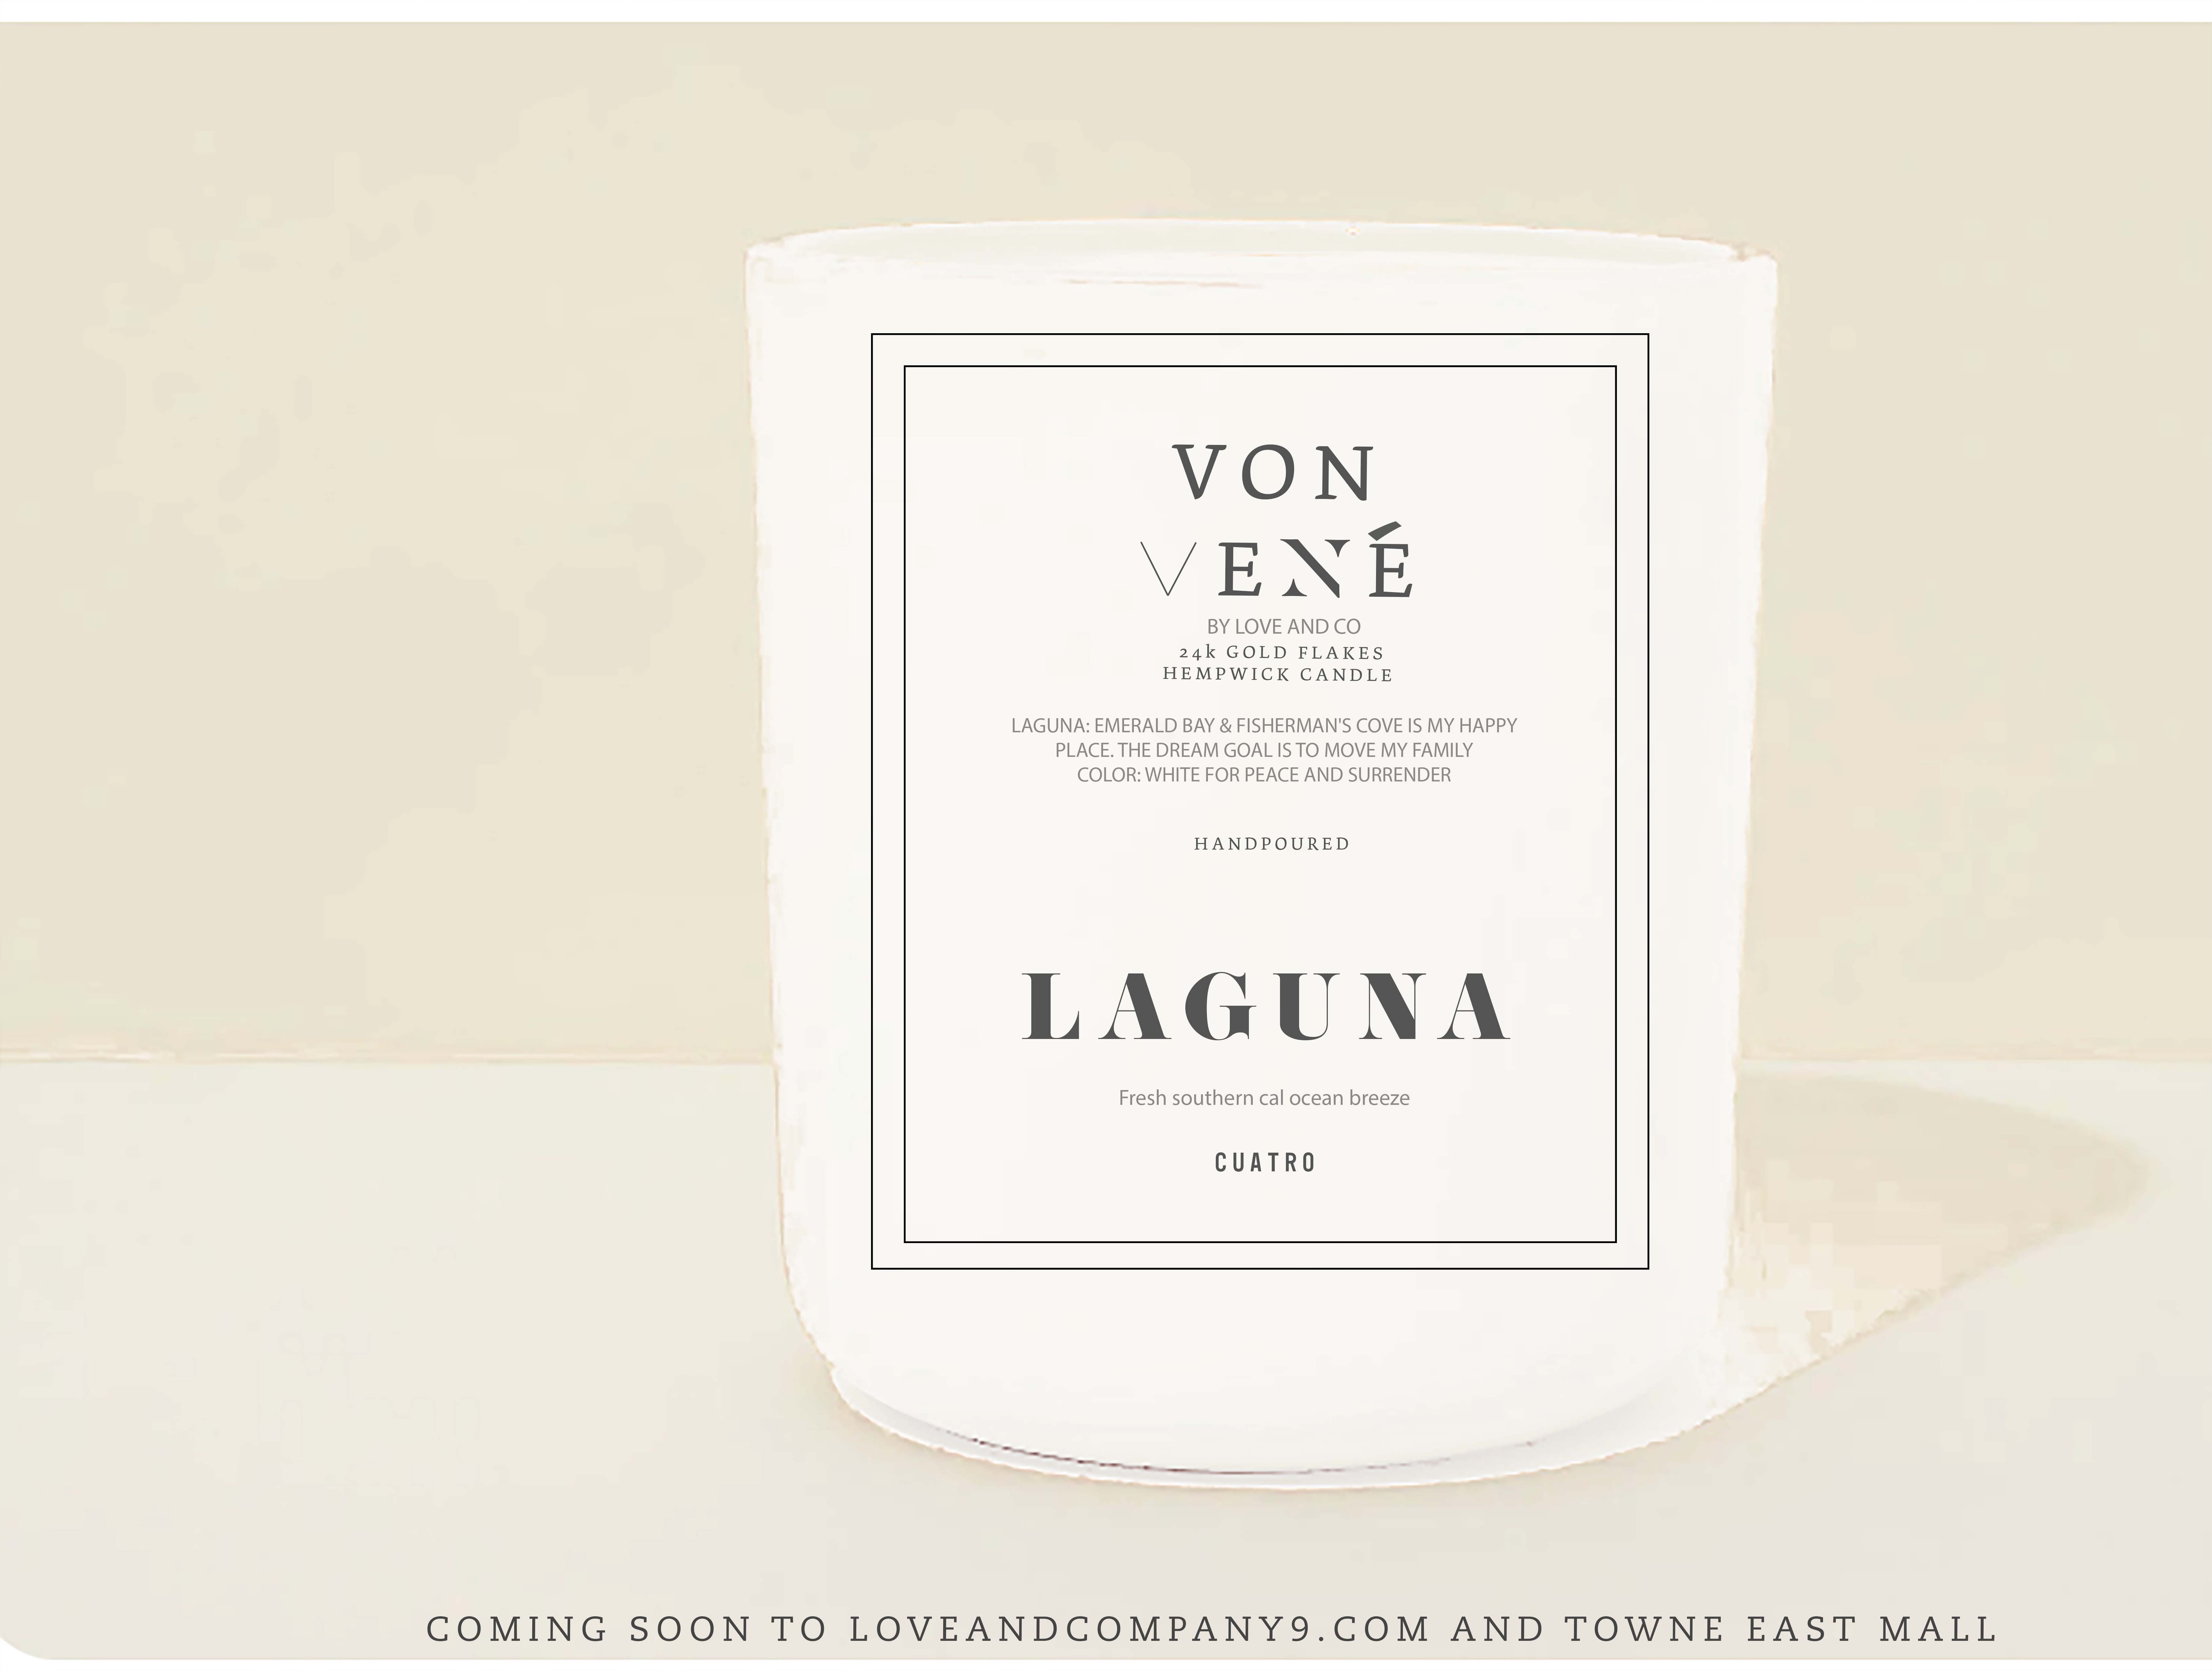 VON
VENÉ
BY LOVE AND CO
24k GOLD FLAKES
HEMPWICK CANDLE
LAGUNA: EMERALD BAY & FISHERMAN'S COVE IS MY HAPPY
PLACE. THE DREAM GOAL IS TO MOVE MY FAMILY
COLOR: WHITE FOR PEACE AND SURRENDER
HANDPOURED
LAGUNA
Fresh southern cal ocean breeze
CUATRO
COMING SOON TO LOVEANDCOMPANY9.COM AND TOWNE EAST MALL